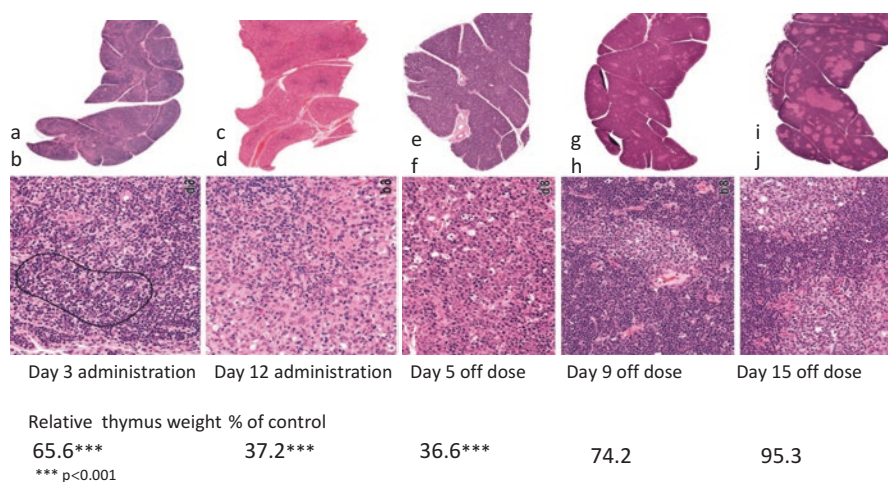 a c e g i
b d f h j
Day 3 administration Day 12 administration Day 5 off dose Day 9 off dose Day 15 off dose
Relative thymus weight % of control
65.6*** 37.2*** 36.6*** 74.2 95.3
*** p<0.001